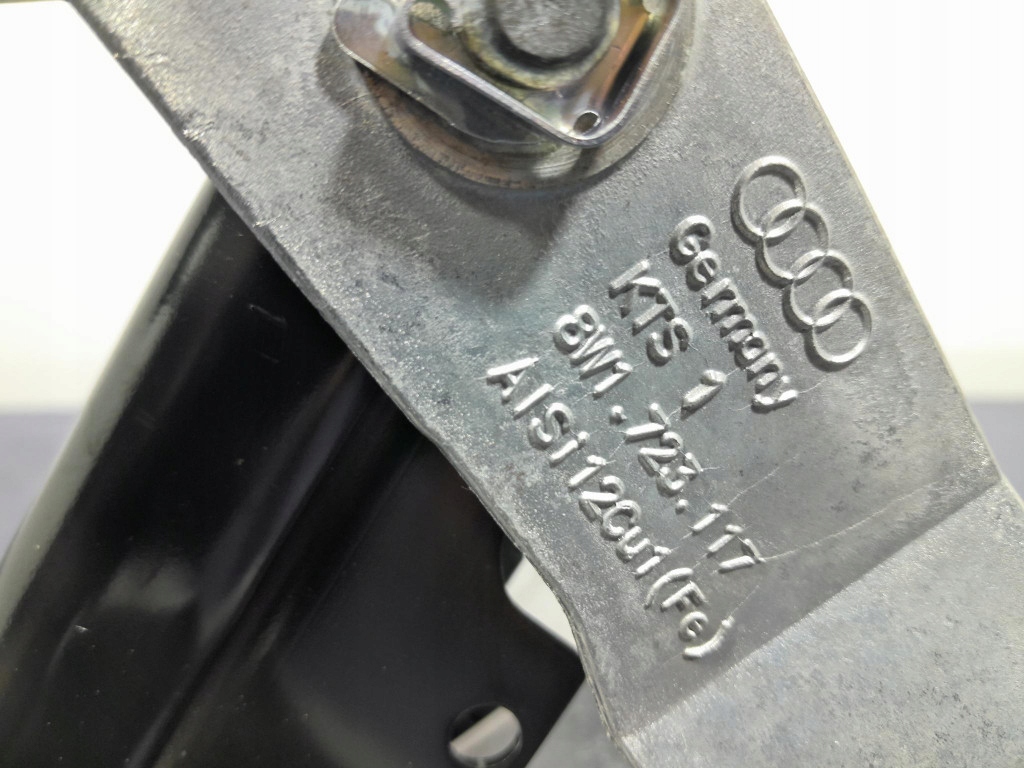 Germany
KTS 1
8W1.723.117
AlSi12Cu1(Fe)